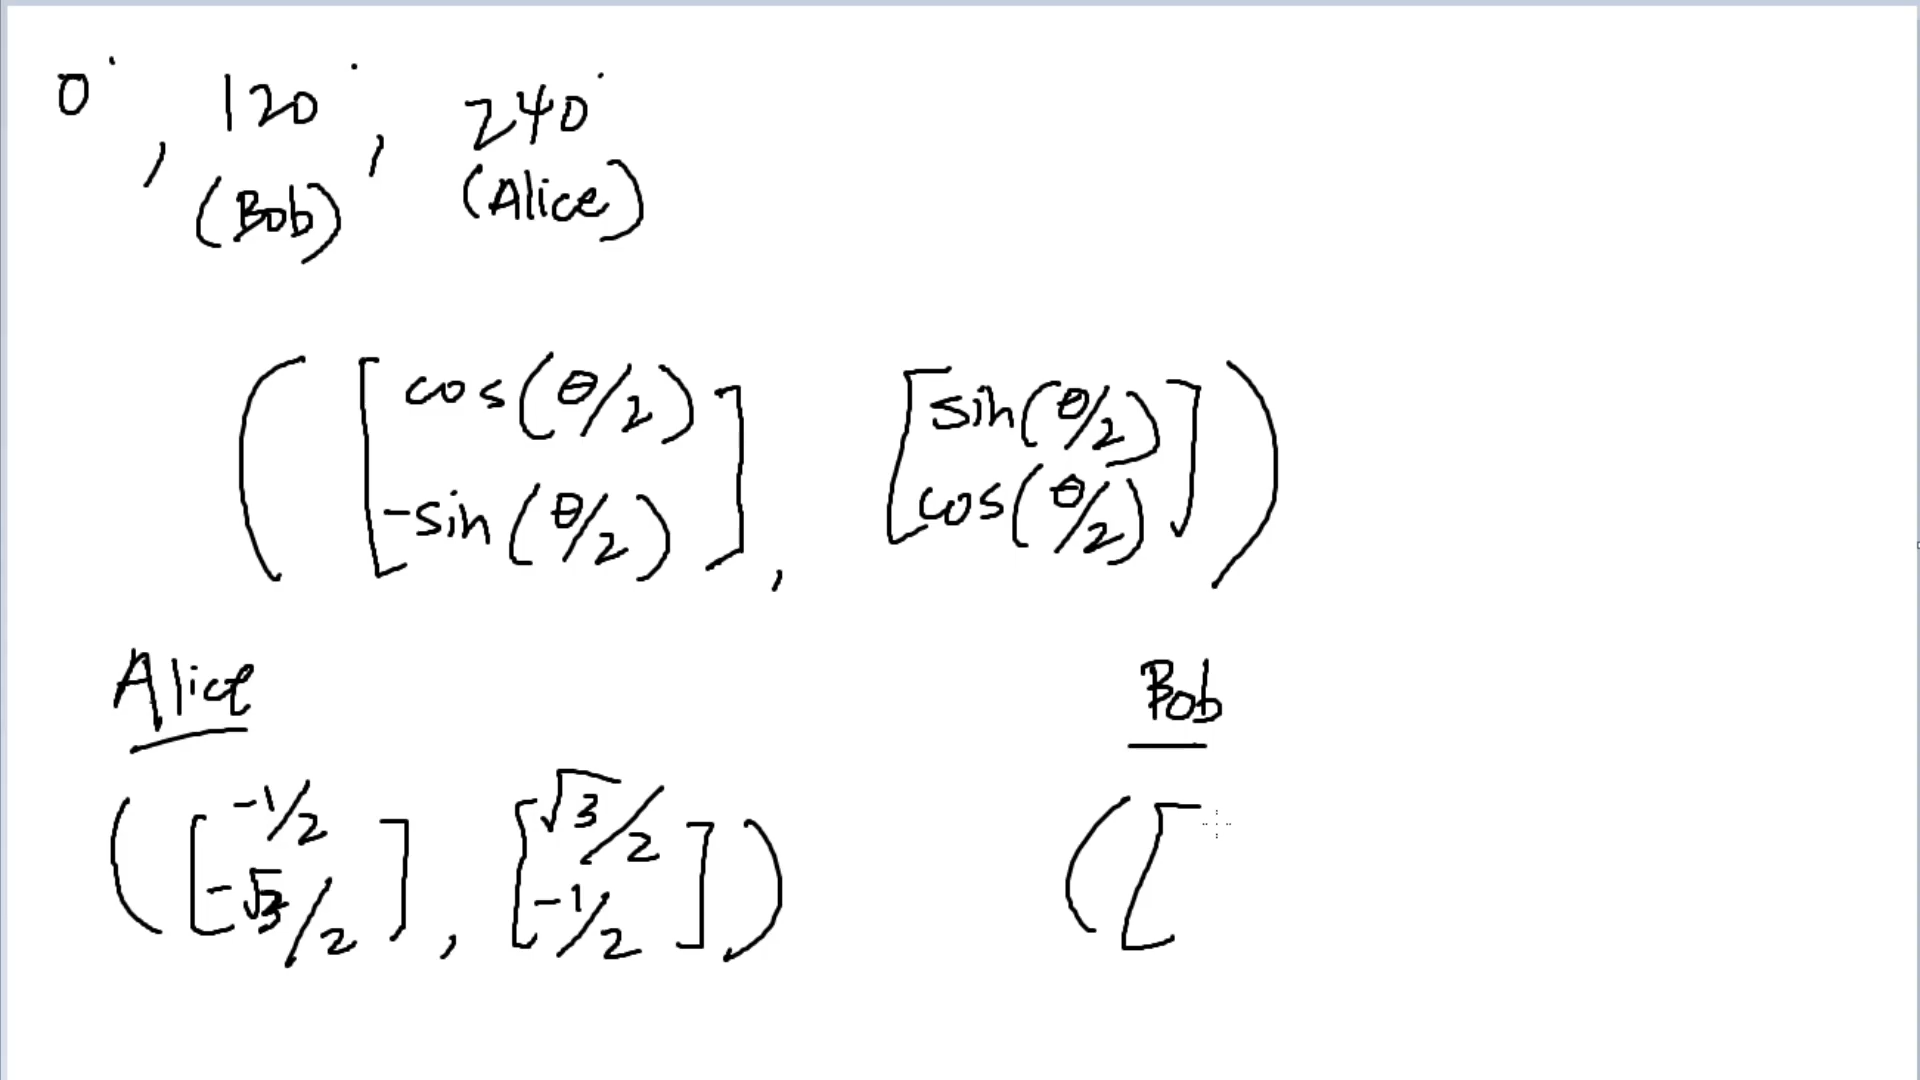 0°, 120°, 240°
(Bob) (Alice)
( [ cos(θ/2) ] , [ sin(θ/2) ] )
[ -sin(θ/2) ] [ cos(θ/2) ]
Alice Bob
( [ -1/2 ] , [ √3/2 ] ) ( [
[ -√3/2 ] [ -1/2 ]